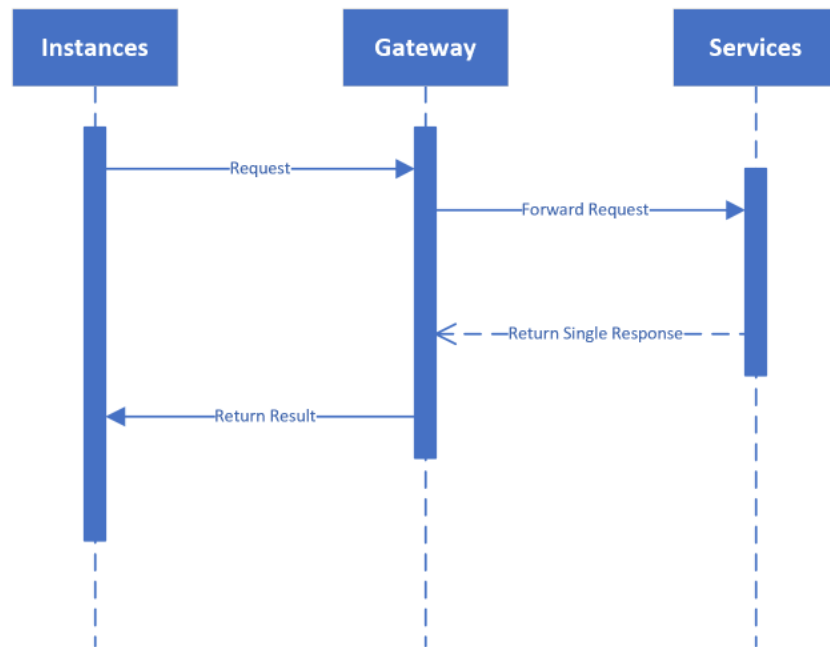 Instances
Gateway
Services
Request
Forward Request
Return Single Response
Return Result